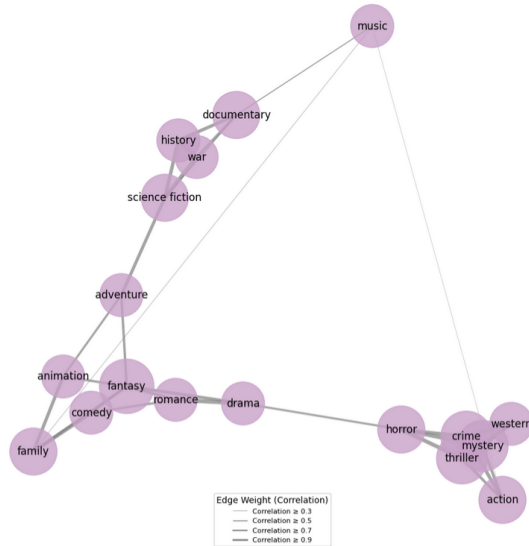 music
documentary
history
war
science fiction
adventure
animation
fantasy
romance
drama
comedy
family
horror
crime
western
mystery
thriller
action
Edge Weight (Correlation)
Correlation ≥ 0.3
Correlation ≥ 0.5
Correlation ≥ 0.7
Correlation ≥ 0.9